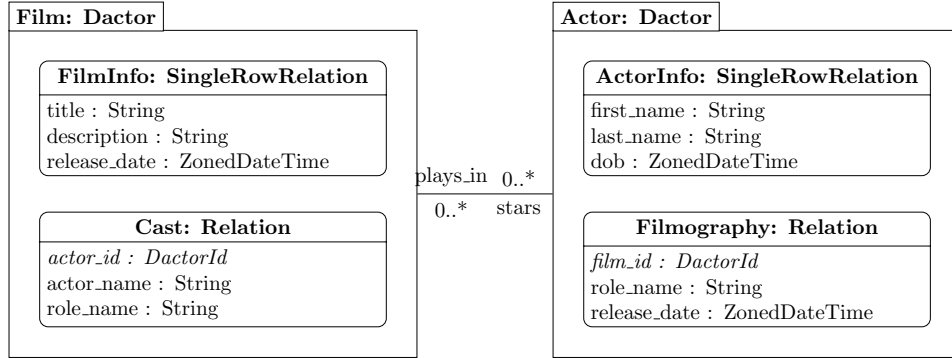 Film: Dactor
FilmInfo: SingleRowRelation
title : String
description : String
release_date : ZonedDateTime
Cast: Relation
actor_id : DactorId
actor_name : String
role_name : String
plays_in 0..*
0..* stars
Actor: Dactor
ActorInfo: SingleRowRelation
first_name : String
last_name : String
dob : ZonedDateTime
Filmography: Relation
film_id : DactorId
role_name : String
release_date : ZonedDateTime